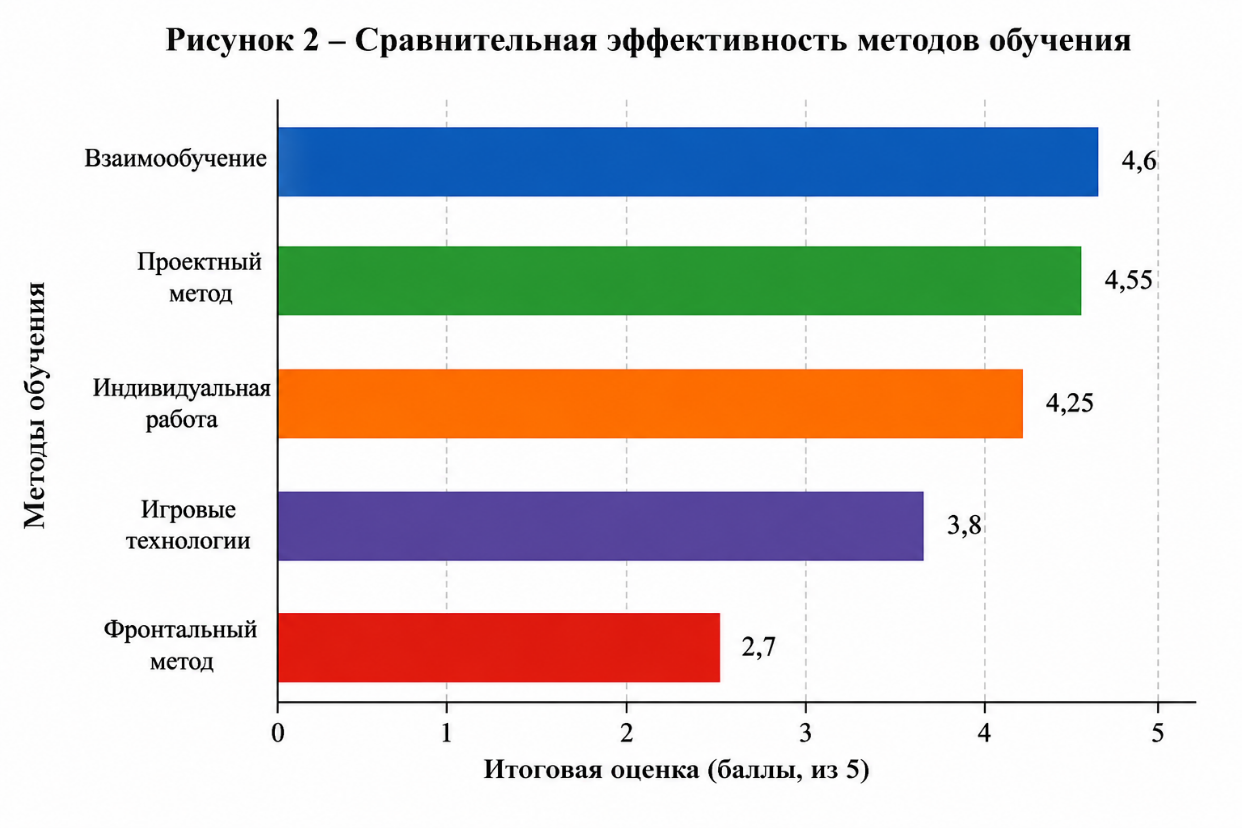 Рисунок 2 – Сравнительная эффективность методов обучения
Методы обучения
Взаимообучение
4,6
Проектный
метод
4,55
Индивидуальная
работа
4,25
Игровые
технологии
3,8
Фронтальный
метод
2,7
0 1 2 3 4 5
Итоговая оценка (баллы, из 5)